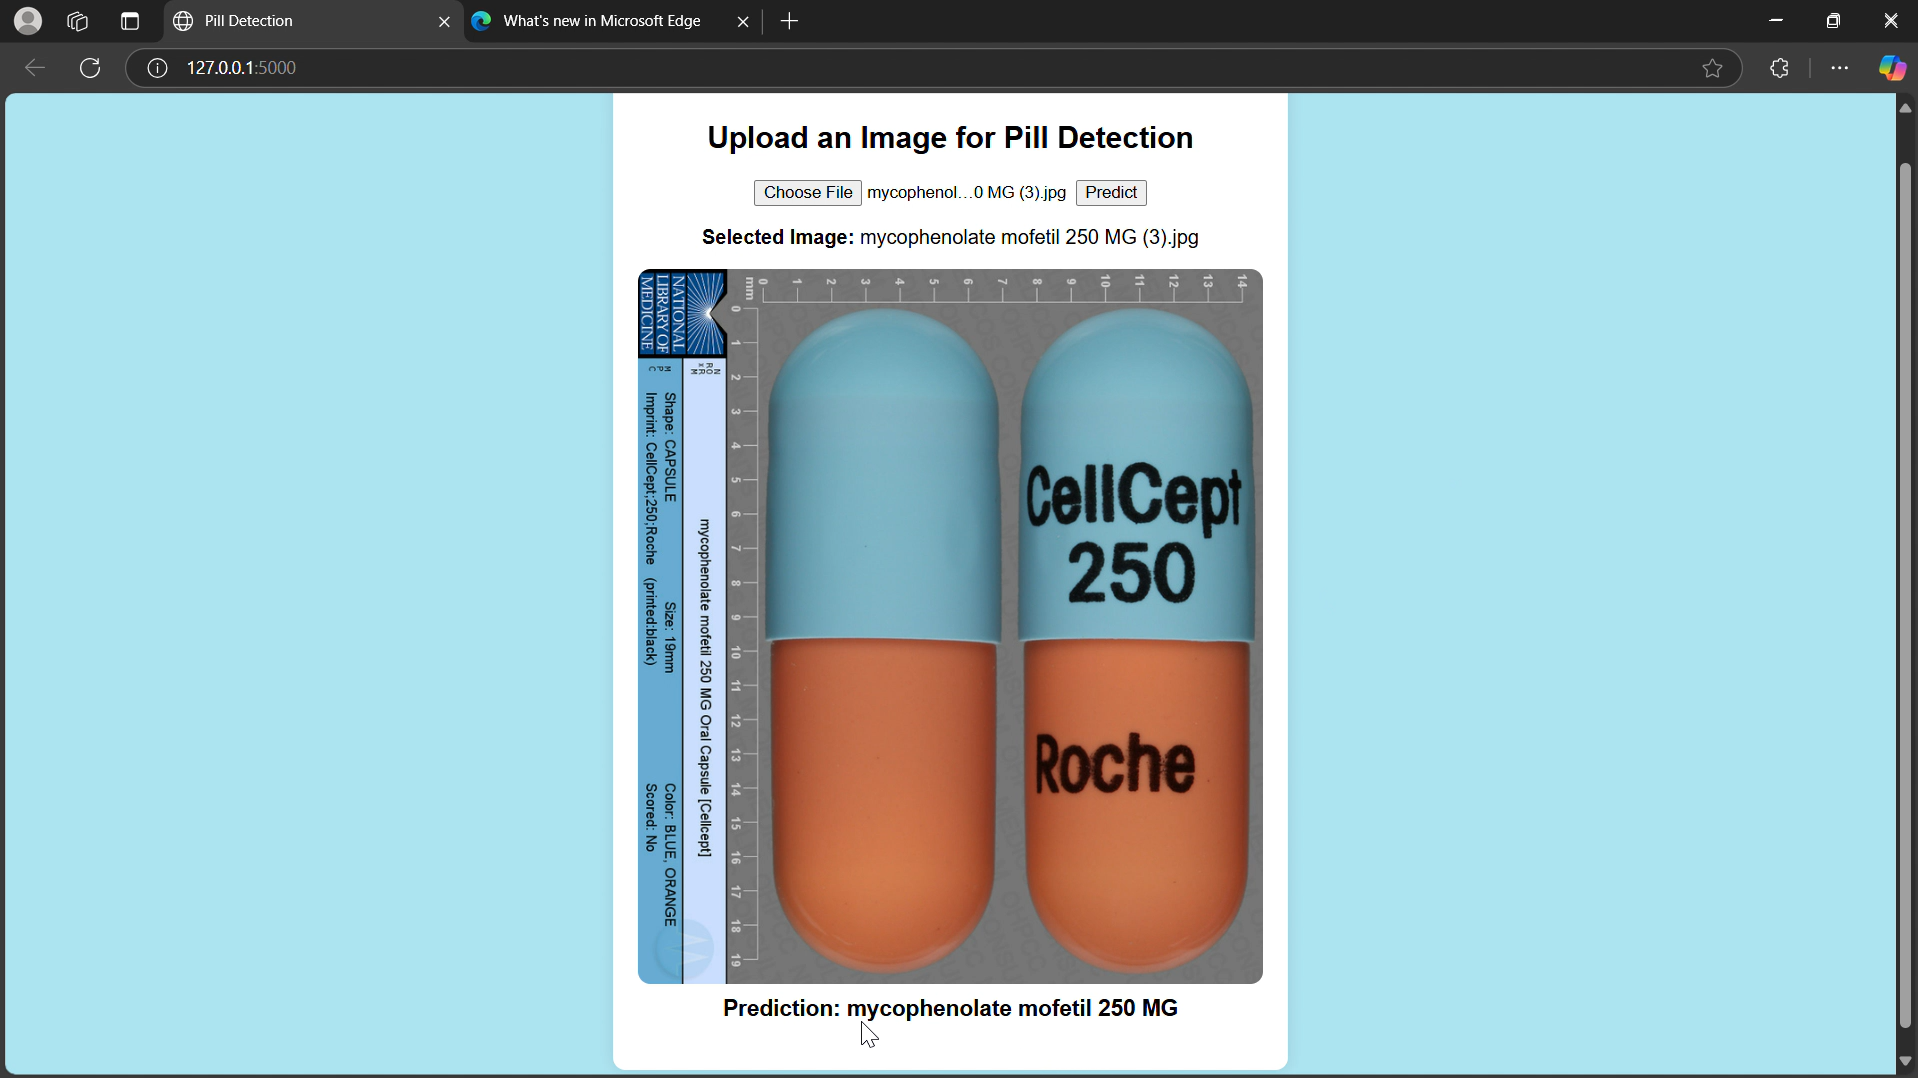 Pill Detection
What's new in Microsoft Edge
127.0.0.1:5000
Upload an Image for Pill Detection
Choose File mycophenol...0 MG (3).jpg Predict
Selected Image: mycophenolate mofetil 250 MG (3).jpg
NATIONAL
LIBRARY OF
MEDICINE
mm
0 1 2 3 4 5 6 7 8 9 10 11 12 13 14
0 1 2 3 4 5 6 7 8 9 10 11 12 13 14 15 16 17 18 19
mycophenolate mofetil 250 MG Oral Capsule [Cellcept]
Shape: CAPSULE Size: 19mm Color: BLUE, ORANGE
Imprint: CellCept;250;Roche (printed:black) Scored: No
CellCept
250
Roche
Prediction: mycophenolate mofetil 250 MG